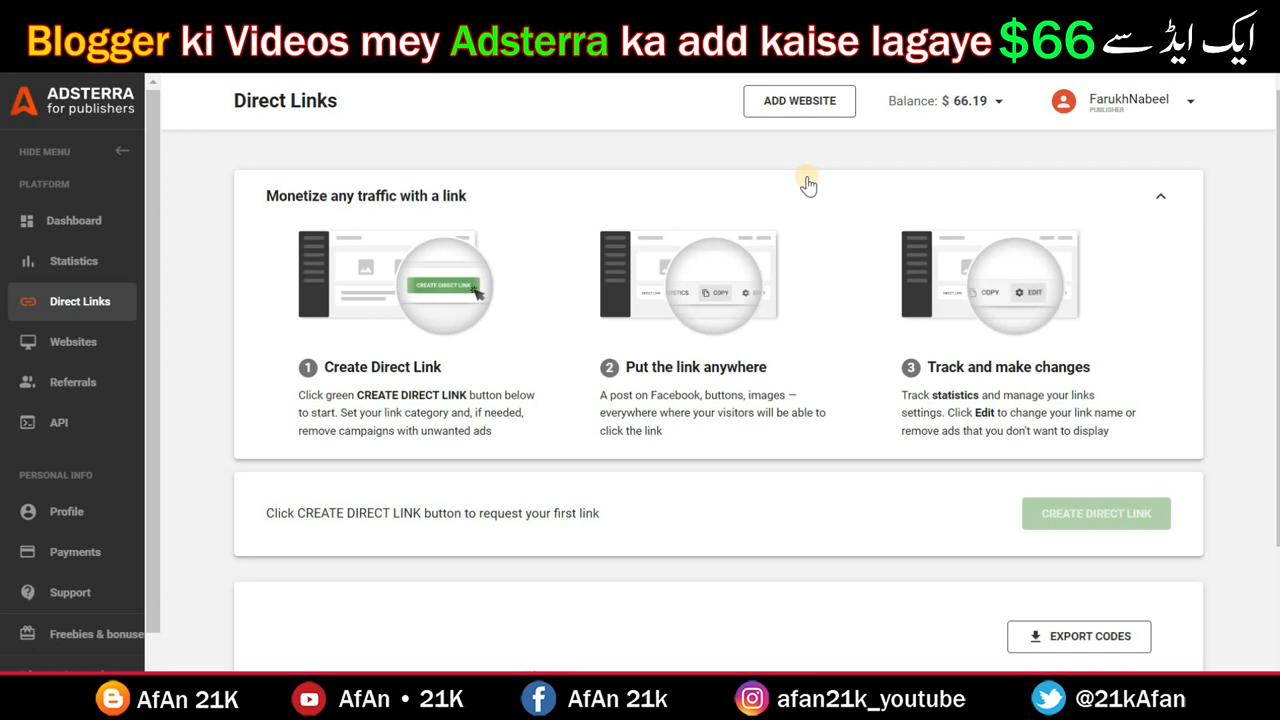 Blogger ki Videos mey Adsterra ka add kaise lagaye $66 ایک ایڈ سے
ADSTERRA
for publishers
Direct Links
ADD WEBSITE
Balance: $ 66.19
FarukhNabeel
PUBLISHER
HIDE MENU
PLATFORM
Dashboard
Statistics
Direct Links
Websites
Referrals
API
PERSONAL INFO
Profile
Payments
Support
Freebies & bonuse
Monetize any traffic with a link
CREATE DIRECT LINK
DIRECT LINK
STICS
COPY
DIRECT LINK
COPY
EDIT
1 Create Direct Link
Click green CREATE DIRECT LINK button below
to start. Set your link category and, if needed,
remove campaigns with unwanted ads
2 Put the link anywhere
A post on Facebook, buttons, images —
everywhere where your visitors will be able to
click the link
3 Track and make changes
Track statistics and manage your links
settings. Click Edit to change your link name or
remove ads that you don't want to display
Click CREATE DIRECT LINK button to request your first link
CREATE DIRECT LINK
EXPORT CODES
AfAn 21K
AfAn • 21K
AfAn 21k
afan21k_youtube
@21kAfan